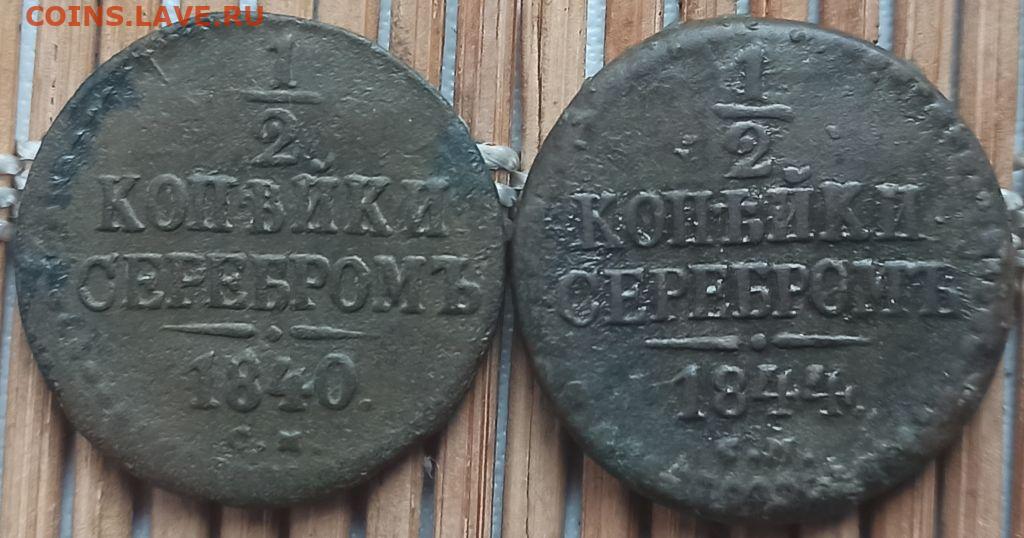 COINS.LAVE.RU
1
2
КОПѢЙКИ
СЕРЕБРОМЪ
1840.
1
2
КОПѢЙКИ
СЕРЕБРОМЪ
1844.